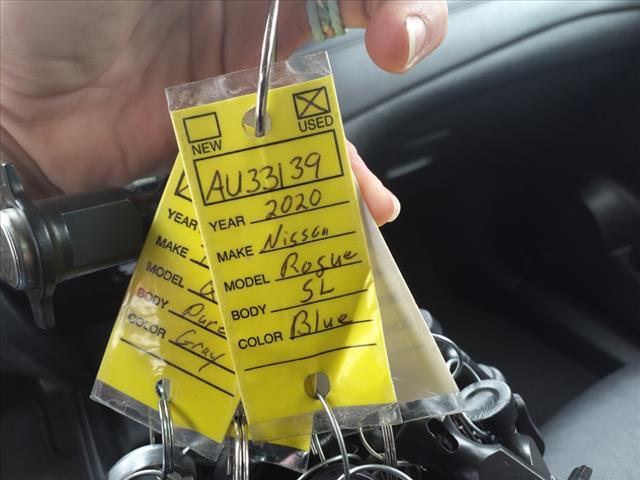 NEW USED
AU33139
YEAR 2020
MAKE Nissan
MODEL Rogue
BODY SL
COLOR Blue
YEAR
MAKE
MODEL
BODY Pure
COLOR Gray